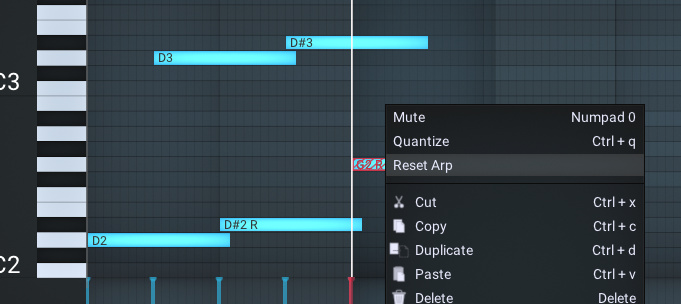 D#3
D3
C3
Mute Numpad 0
Quantize Ctrl + q
G2 R
Reset Arp
Cut Ctrl + x
D#2 R
Copy Ctrl + c
D2
Duplicate Ctrl + d
C2
Paste Ctrl + v
Delete Delete